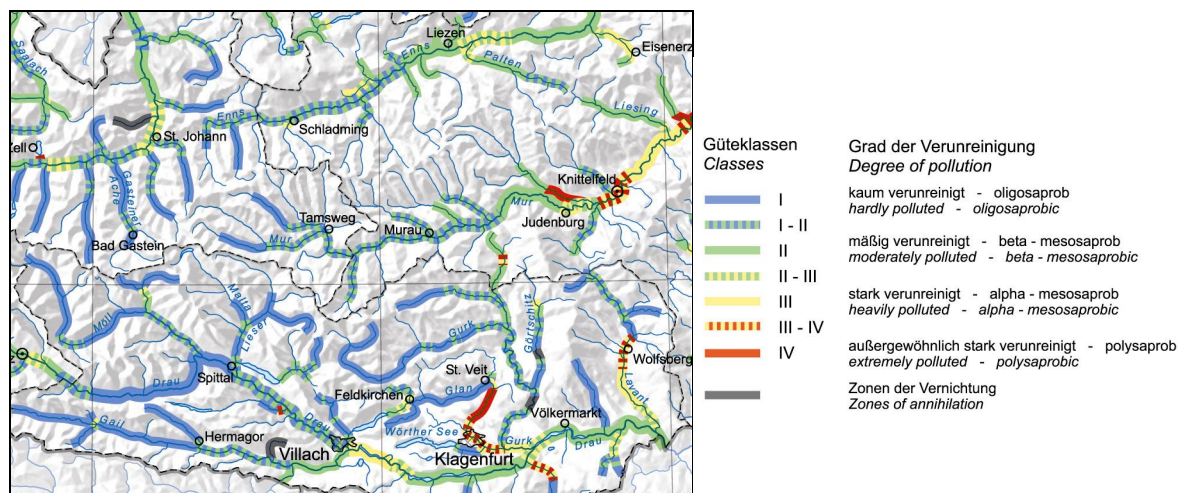 Liezen
Enns
Eisenerz
Saalach
Palten
Liesing
Enns
Schladming
St. Johann
Zell
Gasteiner
Ache
Knittelfeld
Mur
Judenburg
Tamsweg
Mur
Murau
Bad Gastein
Malta
Lieser
Möll
Görtschitz
Gurk
Wolfsberg
Spittal
Drau
St. Veit
Glan
Feldkirchen
Lavant
Völkermarkt
Gail
Hermagor
Drau
Wörther See
Gurk
Drau
Villach
Klagenfurt
Güteklassen
Classes
Grad der Verunreinigung
Degree of pollution
I
kaum verunreinigt - oligosaprob
hardly polluted - oligosaprobic
I - II
II
mäßig verunreinigt - beta - mesosaprob
moderately polluted - beta - mesosaprobic
II - III
III
stark verunreinigt - alpha - mesosaprob
heavily polluted - alpha - mesosaprobic
III - IV
IV
außergewöhnlich stark verunreinigt - polysaprob
extremely polluted - polysaprobic
Zonen der Vernichtung
Zones of annihilation